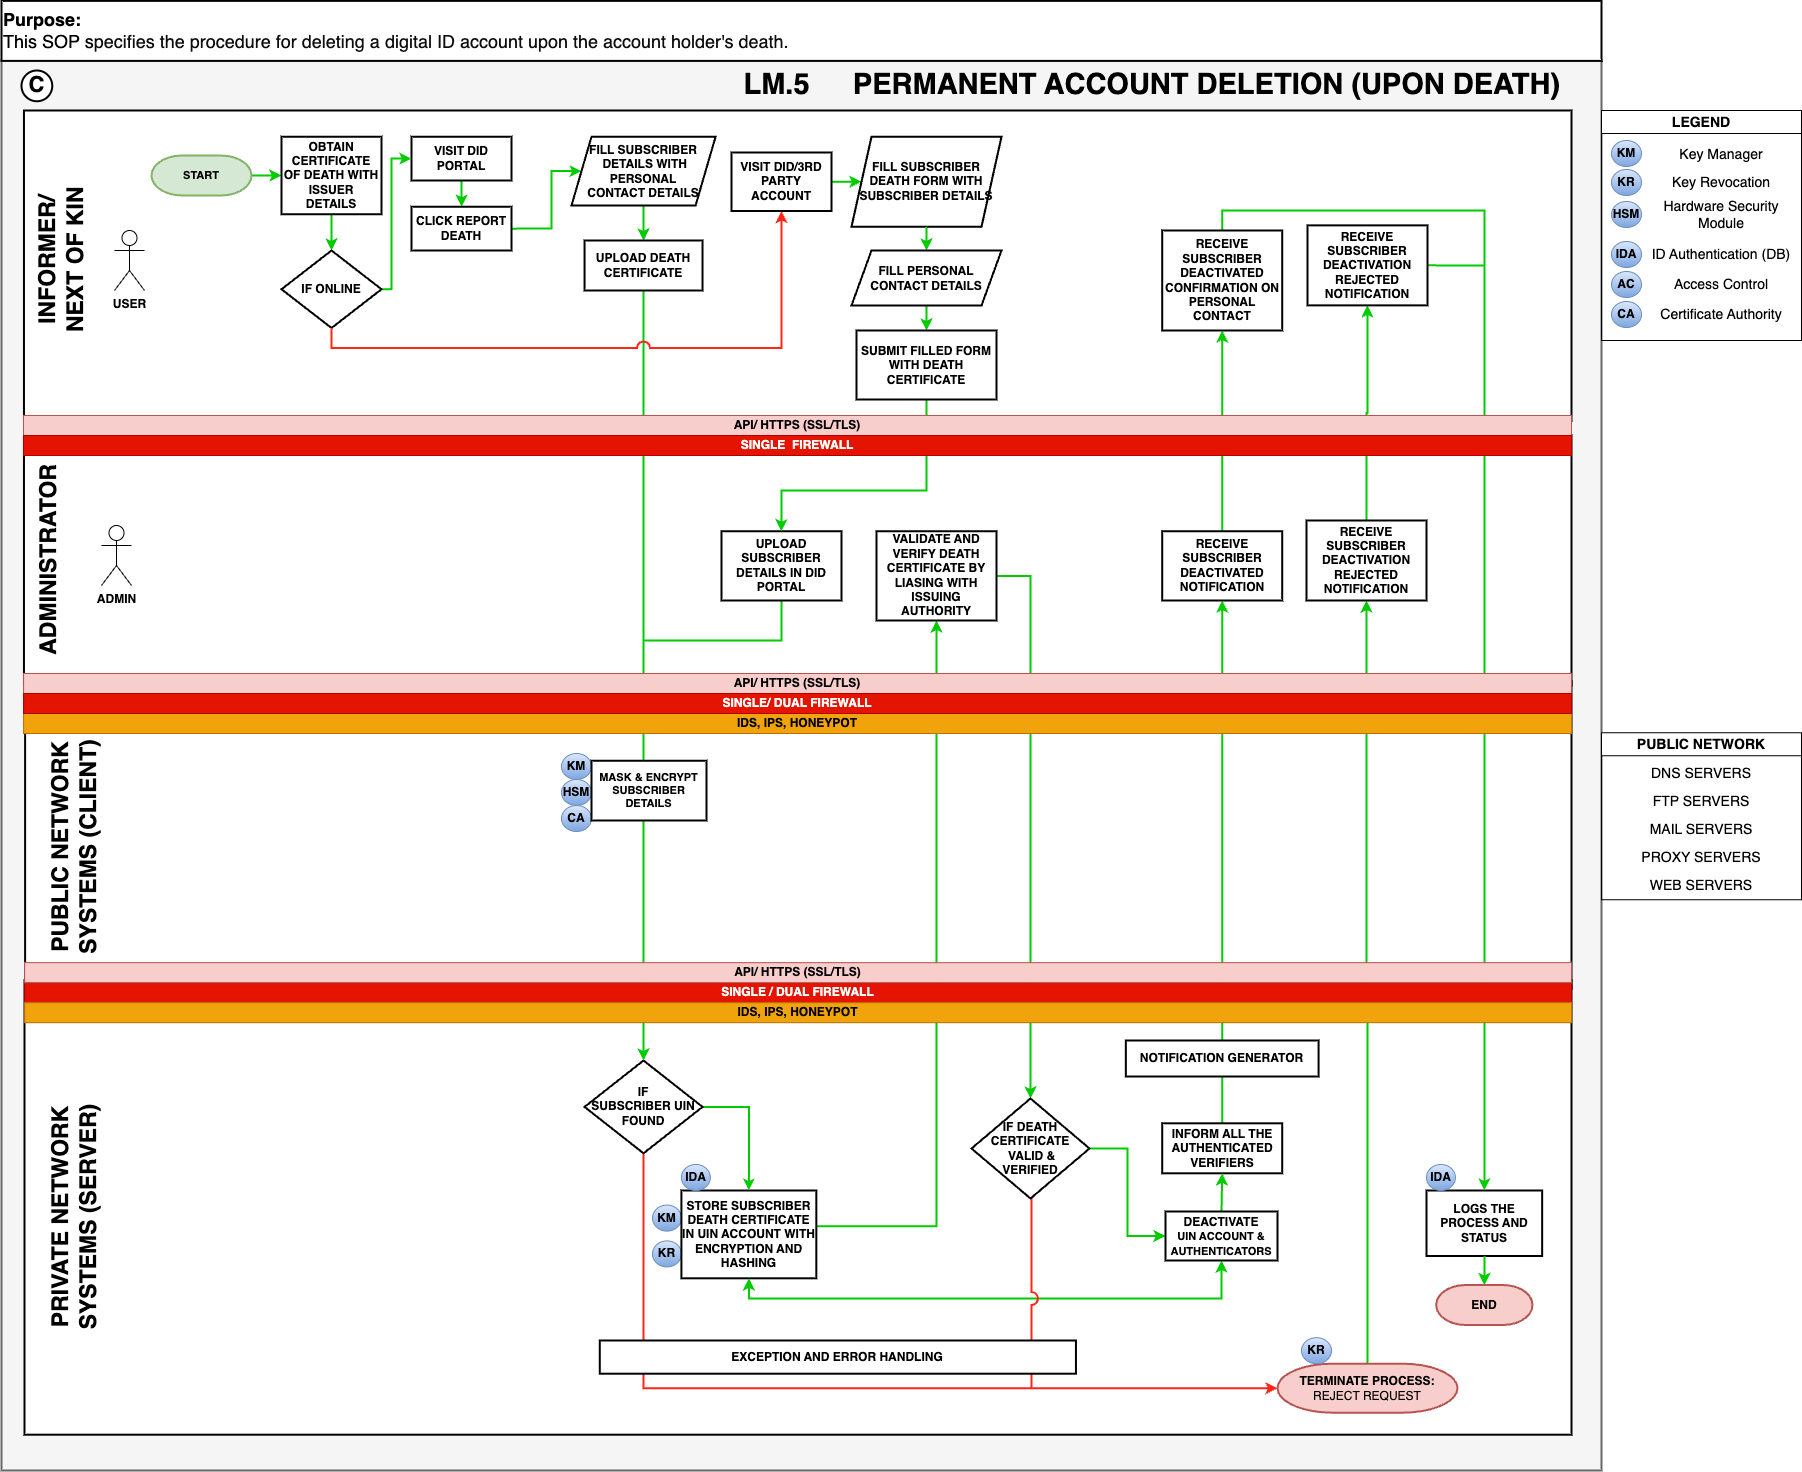 Purpose:
This SOP specifies the procedure for deleting a digital ID account upon the account holder's death.
C
LM.5 PERMANENT ACCOUNT DELETION (UPON DEATH)
INFORMER/
NEXT OF KIN
USER
START
OBTAIN
CERTIFICATE
OF DEATH WITH
ISSUER
DETAILS
IF ONLINE
VISIT DID
PORTAL
CLICK REPORT
DEATH
FILL SUBSCRIBER
DETAILS WITH
PERSONAL
CONTACT DETAILS
UPLOAD DEATH
CERTIFICATE
VISIT DID/3RD
PARTY
ACCOUNT
FILL SUBSCRIBER
DEATH FORM WITH
SUBSCRIBER DETAILS
FILL PERSONAL
CONTACT DETAILS
SUBMIT FILLED FORM
WITH DEATH
CERTIFICATE
RECEIVE
SUBSCRIBER
DEACTIVATED
CONFIRMATION ON
PERSONAL
CONTACT
RECEIVE
SUBSCRIBER
DEACTIVATION
REJECTED
NOTIFICATION
API/ HTTPS (SSL/TLS)
SINGLE FIREWALL
ADMINISTRATOR
ADMIN
UPLOAD
SUBSCRIBER
DETAILS IN DID
PORTAL
VALIDATE AND
VERIFY DEATH
CERTIFICATE BY
LIASING WITH
ISSUING
AUTHORITY
RECEIVE
SUBSCRIBER
DEACTIVATED
NOTIFICATION
RECEIVE
SUBSCRIBER
DEACTIVATION
REJECTED
NOTIFICATION
API/ HTTPS (SSL/TLS)
SINGLE/ DUAL FIREWALL
IDS, IPS, HONEYPOT
PUBLIC NETWORK
SYSTEMS (CLIENT)
KM
HSM
CA
MASK & ENCRYPT
SUBSCRIBER
DETAILS
API/ HTTPS (SSL/TLS)
SINGLE / DUAL FIREWALL
IDS, IPS, HONEYPOT
PRIVATE NETWORK
SYSTEMS (SERVER)
IF
SUBSCRIBER UIN
FOUND
IDA
KM
KR
STORE SUBSCRIBER
DEATH CERTIFICATE
IN UIN ACCOUNT WITH
ENCRYPTION AND
HASHING
IF DEATH
CERTIFICATE
VALID &
VERIFIED
NOTIFICATION GENERATOR
INFORM ALL THE
AUTHENTICATED
VERIFIERS
DEACTIVATE
UIN ACCOUNT &
AUTHENTICATORS
IDA
LOGS THE
PROCESS AND
STATUS
END
EXCEPTION AND ERROR HANDLING
KR
TERMINATE PROCESS:
REJECT REQUEST
LEGEND
KM Key Manager
KR Key Revocation
HSM Hardware Security
Module
IDA ID Authentication (DB)
AC Access Control
CA Certificate Authority
PUBLIC NETWORK
DNS SERVERS
FTP SERVERS
MAIL SERVERS
PROXY SERVERS
WEB SERVERS